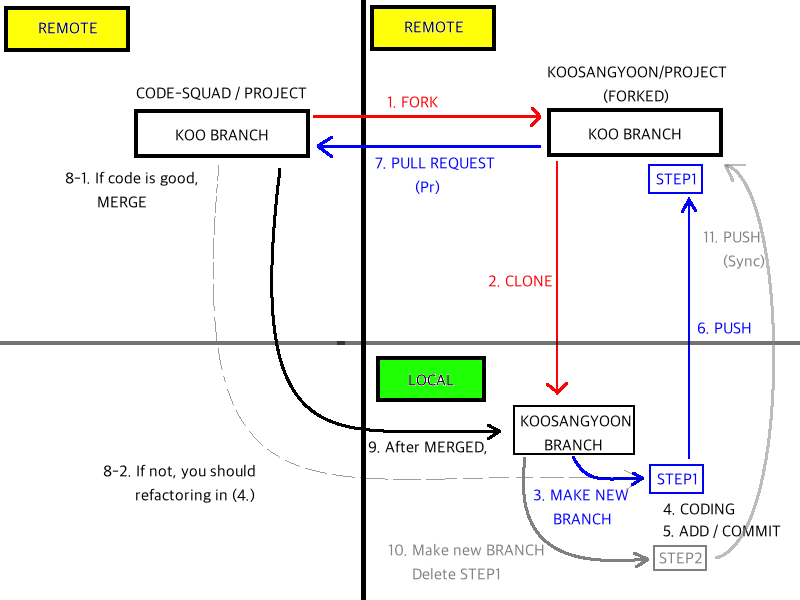 REMOTE
REMOTE
CODE-SQUAD / PROJECT
KOO BRANCH
KOOSANGYOON/PROJECT
(FORKED)
KOO BRANCH
1. FORK
7. PULL REQUEST
(Pr)
8-1. If code is good,
MERGE
STEP1
11. PUSH
(Sync)
2. CLONE
6. PUSH
LOCAL
KOOSANGYOON
BRANCH
9. After MERGED,
8-2. If not, you should
refactoring in (4.)
STEP1
3. MAKE NEW
BRANCH
4. CODING
5. ADD / COMMIT
10. Make new BRANCH
Delete STEP1
STEP2